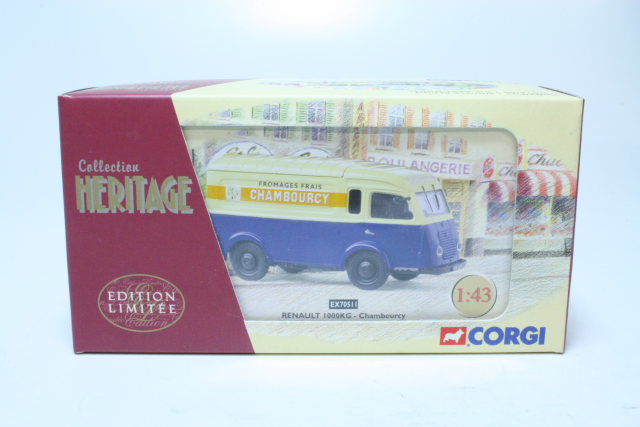 Collection
HERITAGE
EDITION
LIMITÉE
BOULANGERIE
FROMAGES FRAIS
CHAMBOURCY
EX70511
RENAULT 1000KG - Chambourcy
1:43
CORGI